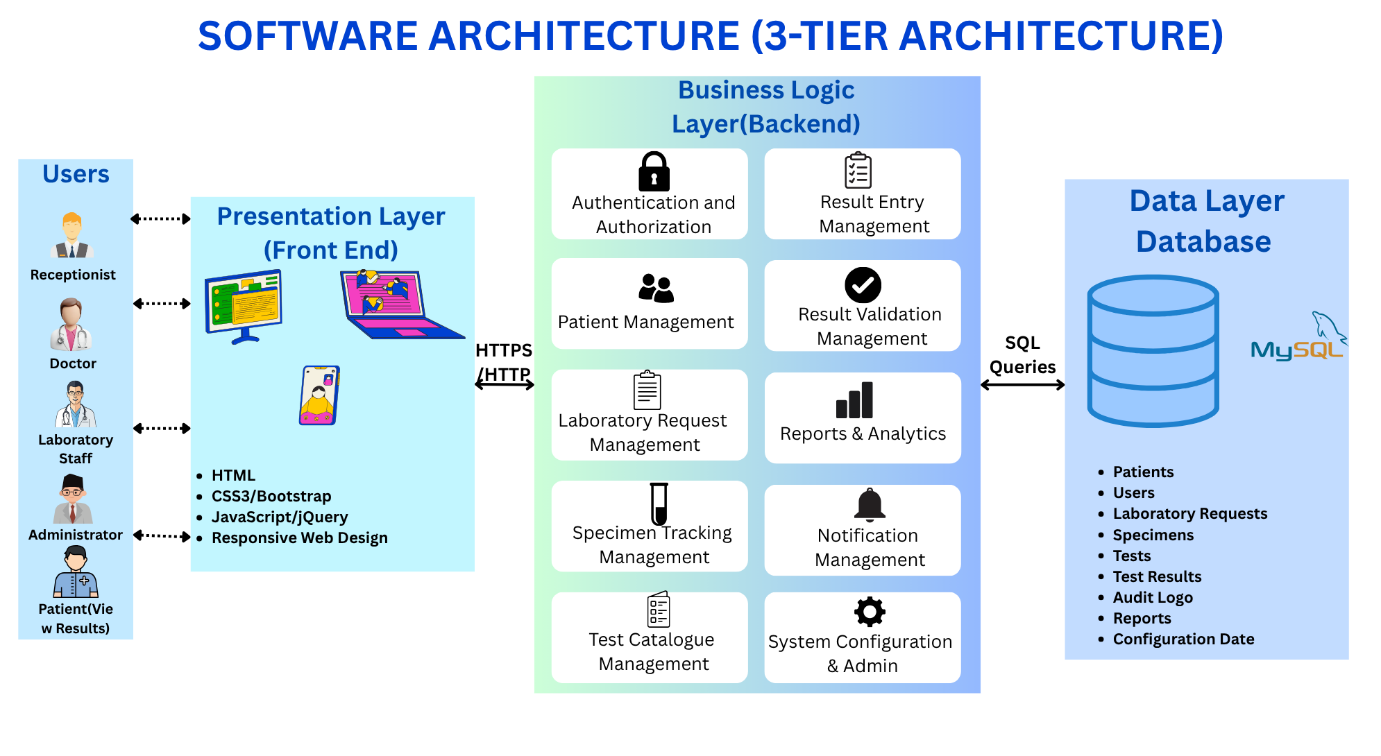 SOFTWARE ARCHITECTURE (3-TIER ARCHITECTURE)
Users
Receptionist
Doctor
Laboratory
Staff
Administrator
Patient(Vie
w Results)
Presentation Layer
(Front End)
• HTML
• CSS3/Bootstrap
• JavaScript/jQuery
• Responsive Web Design
HTTPS
/HTTP
Business Logic
Layer(Backend)
Authentication and
Authorization
Result Entry
Management
Patient Management
Result Validation
Management
Laboratory Request
Management
Reports & Analytics
Specimen Tracking
Management
Notification
Management
Test Catalogue
Management
System Configuration
& Admin
SQL
Queries
Data Layer
Database
MySQL
• Patients
• Users
• Laboratory Requests
• Specimens
• Tests
• Test Results
• Audit Logo
• Reports
• Configuration Date